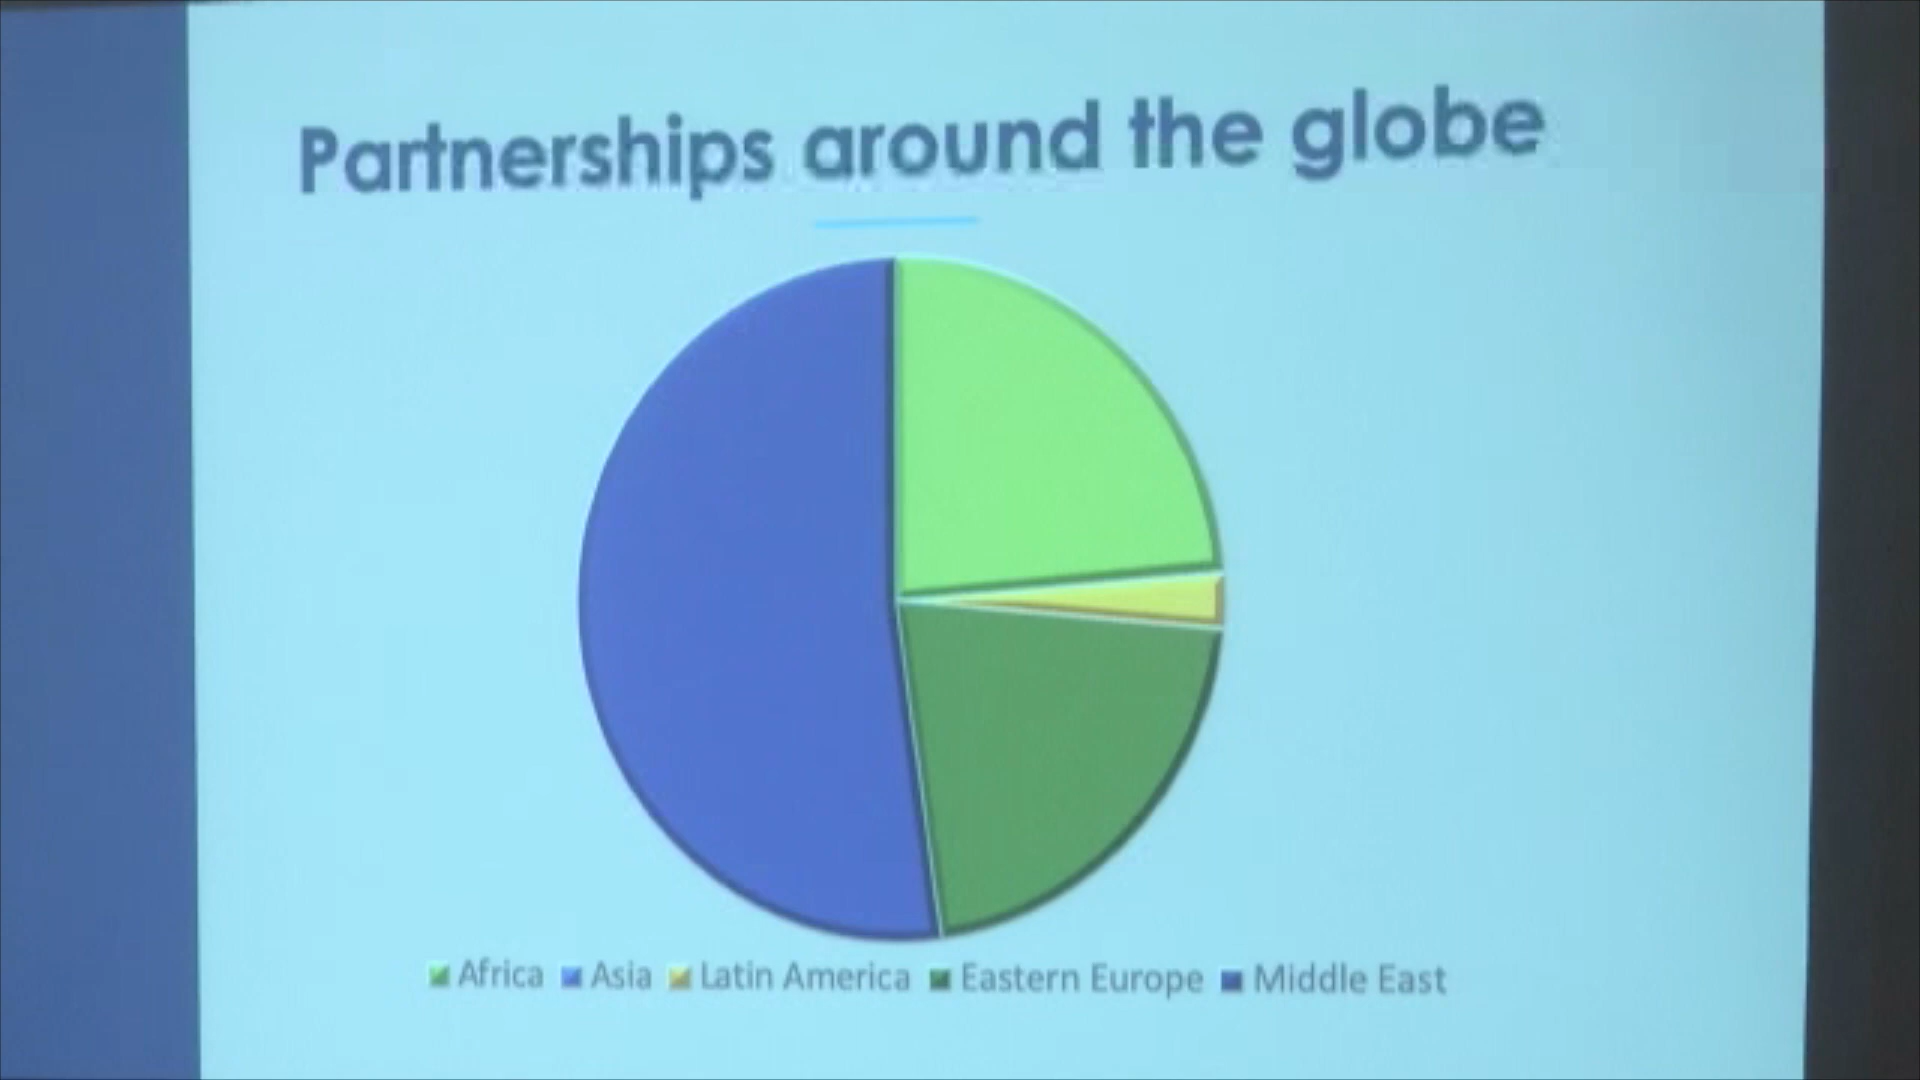 Partnerships around the globe
Africa Asia Latin America Eastern Europe Middle East